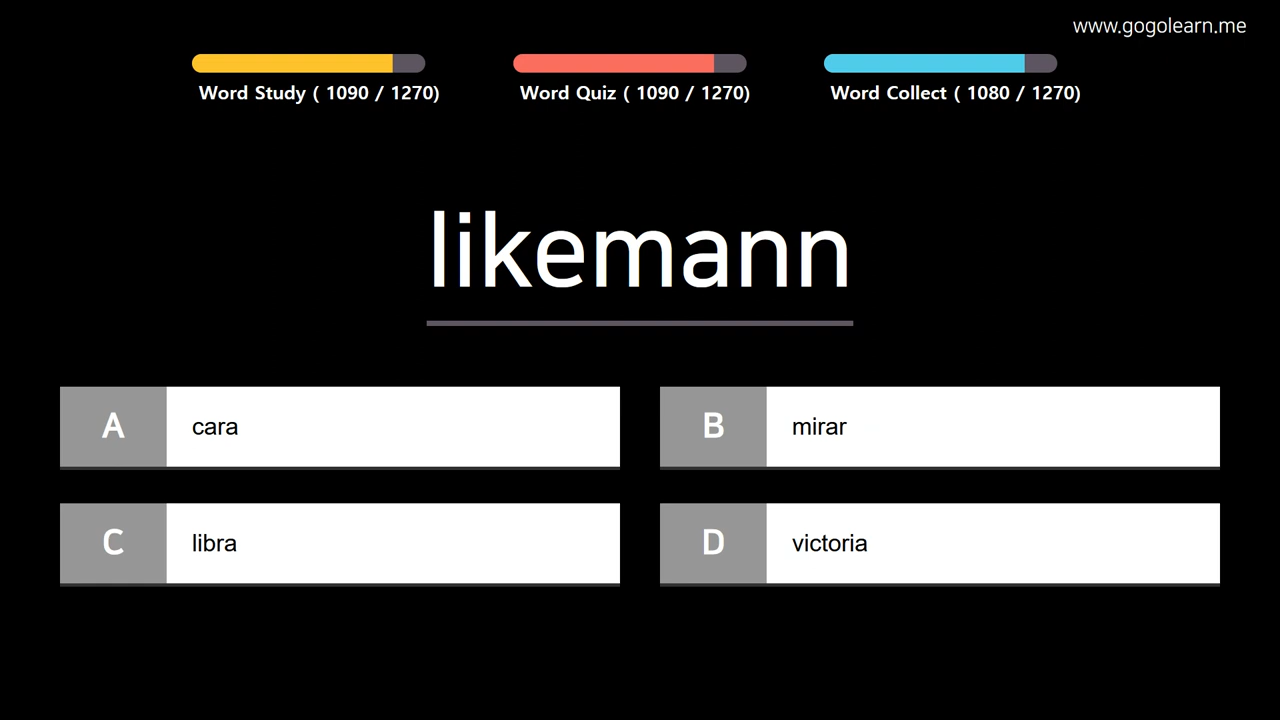 www.gogolearn.me
Word Study ( 1090 / 1270)
Word Quiz ( 1090 / 1270)
Word Collect ( 1080 / 1270)
likemann
A cara
B mirar
C libra
D victoria